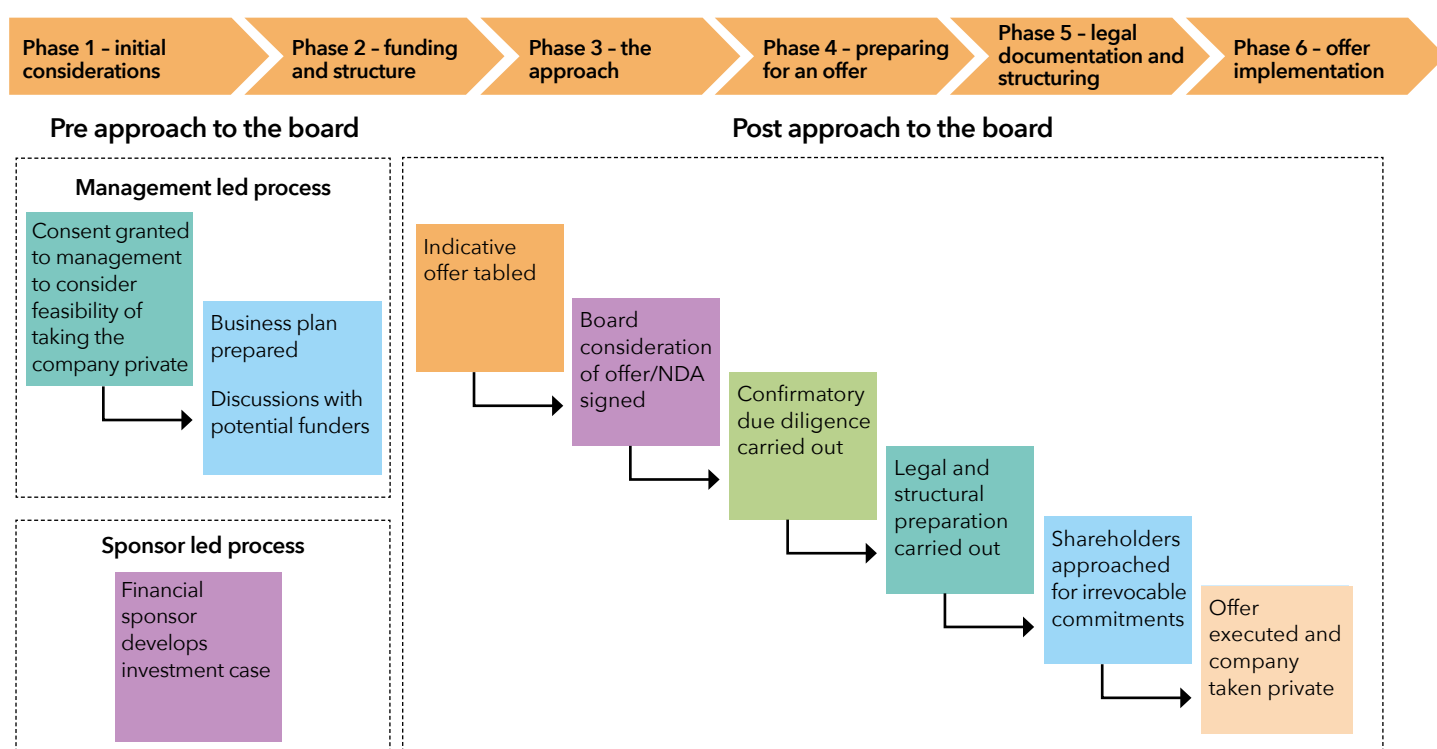 Phase 1 – initial
considerations
Phase 2 – funding
and structure
Phase 3 – the
approach
Phase 4 – preparing
for an offer
Phase 5 – legal
documentation and
structuring
Phase 6 – offer
implementation
Pre approach to the board
Post approach to the board
Management led process
Consent granted
to management
to consider
feasibility of
taking the
company private
Business plan
prepared
Discussions with
potential funders
Sponsor led process
Financial
sponsor
develops
investment case
Indicative
offer tabled
Board
consideration
of offer/NDA
signed
Confirmatory
due diligence
carried out
Legal and
structural
preparation
carried out
Shareholders
approached
for irrevocable
commitments
Offer
executed and
company
taken private